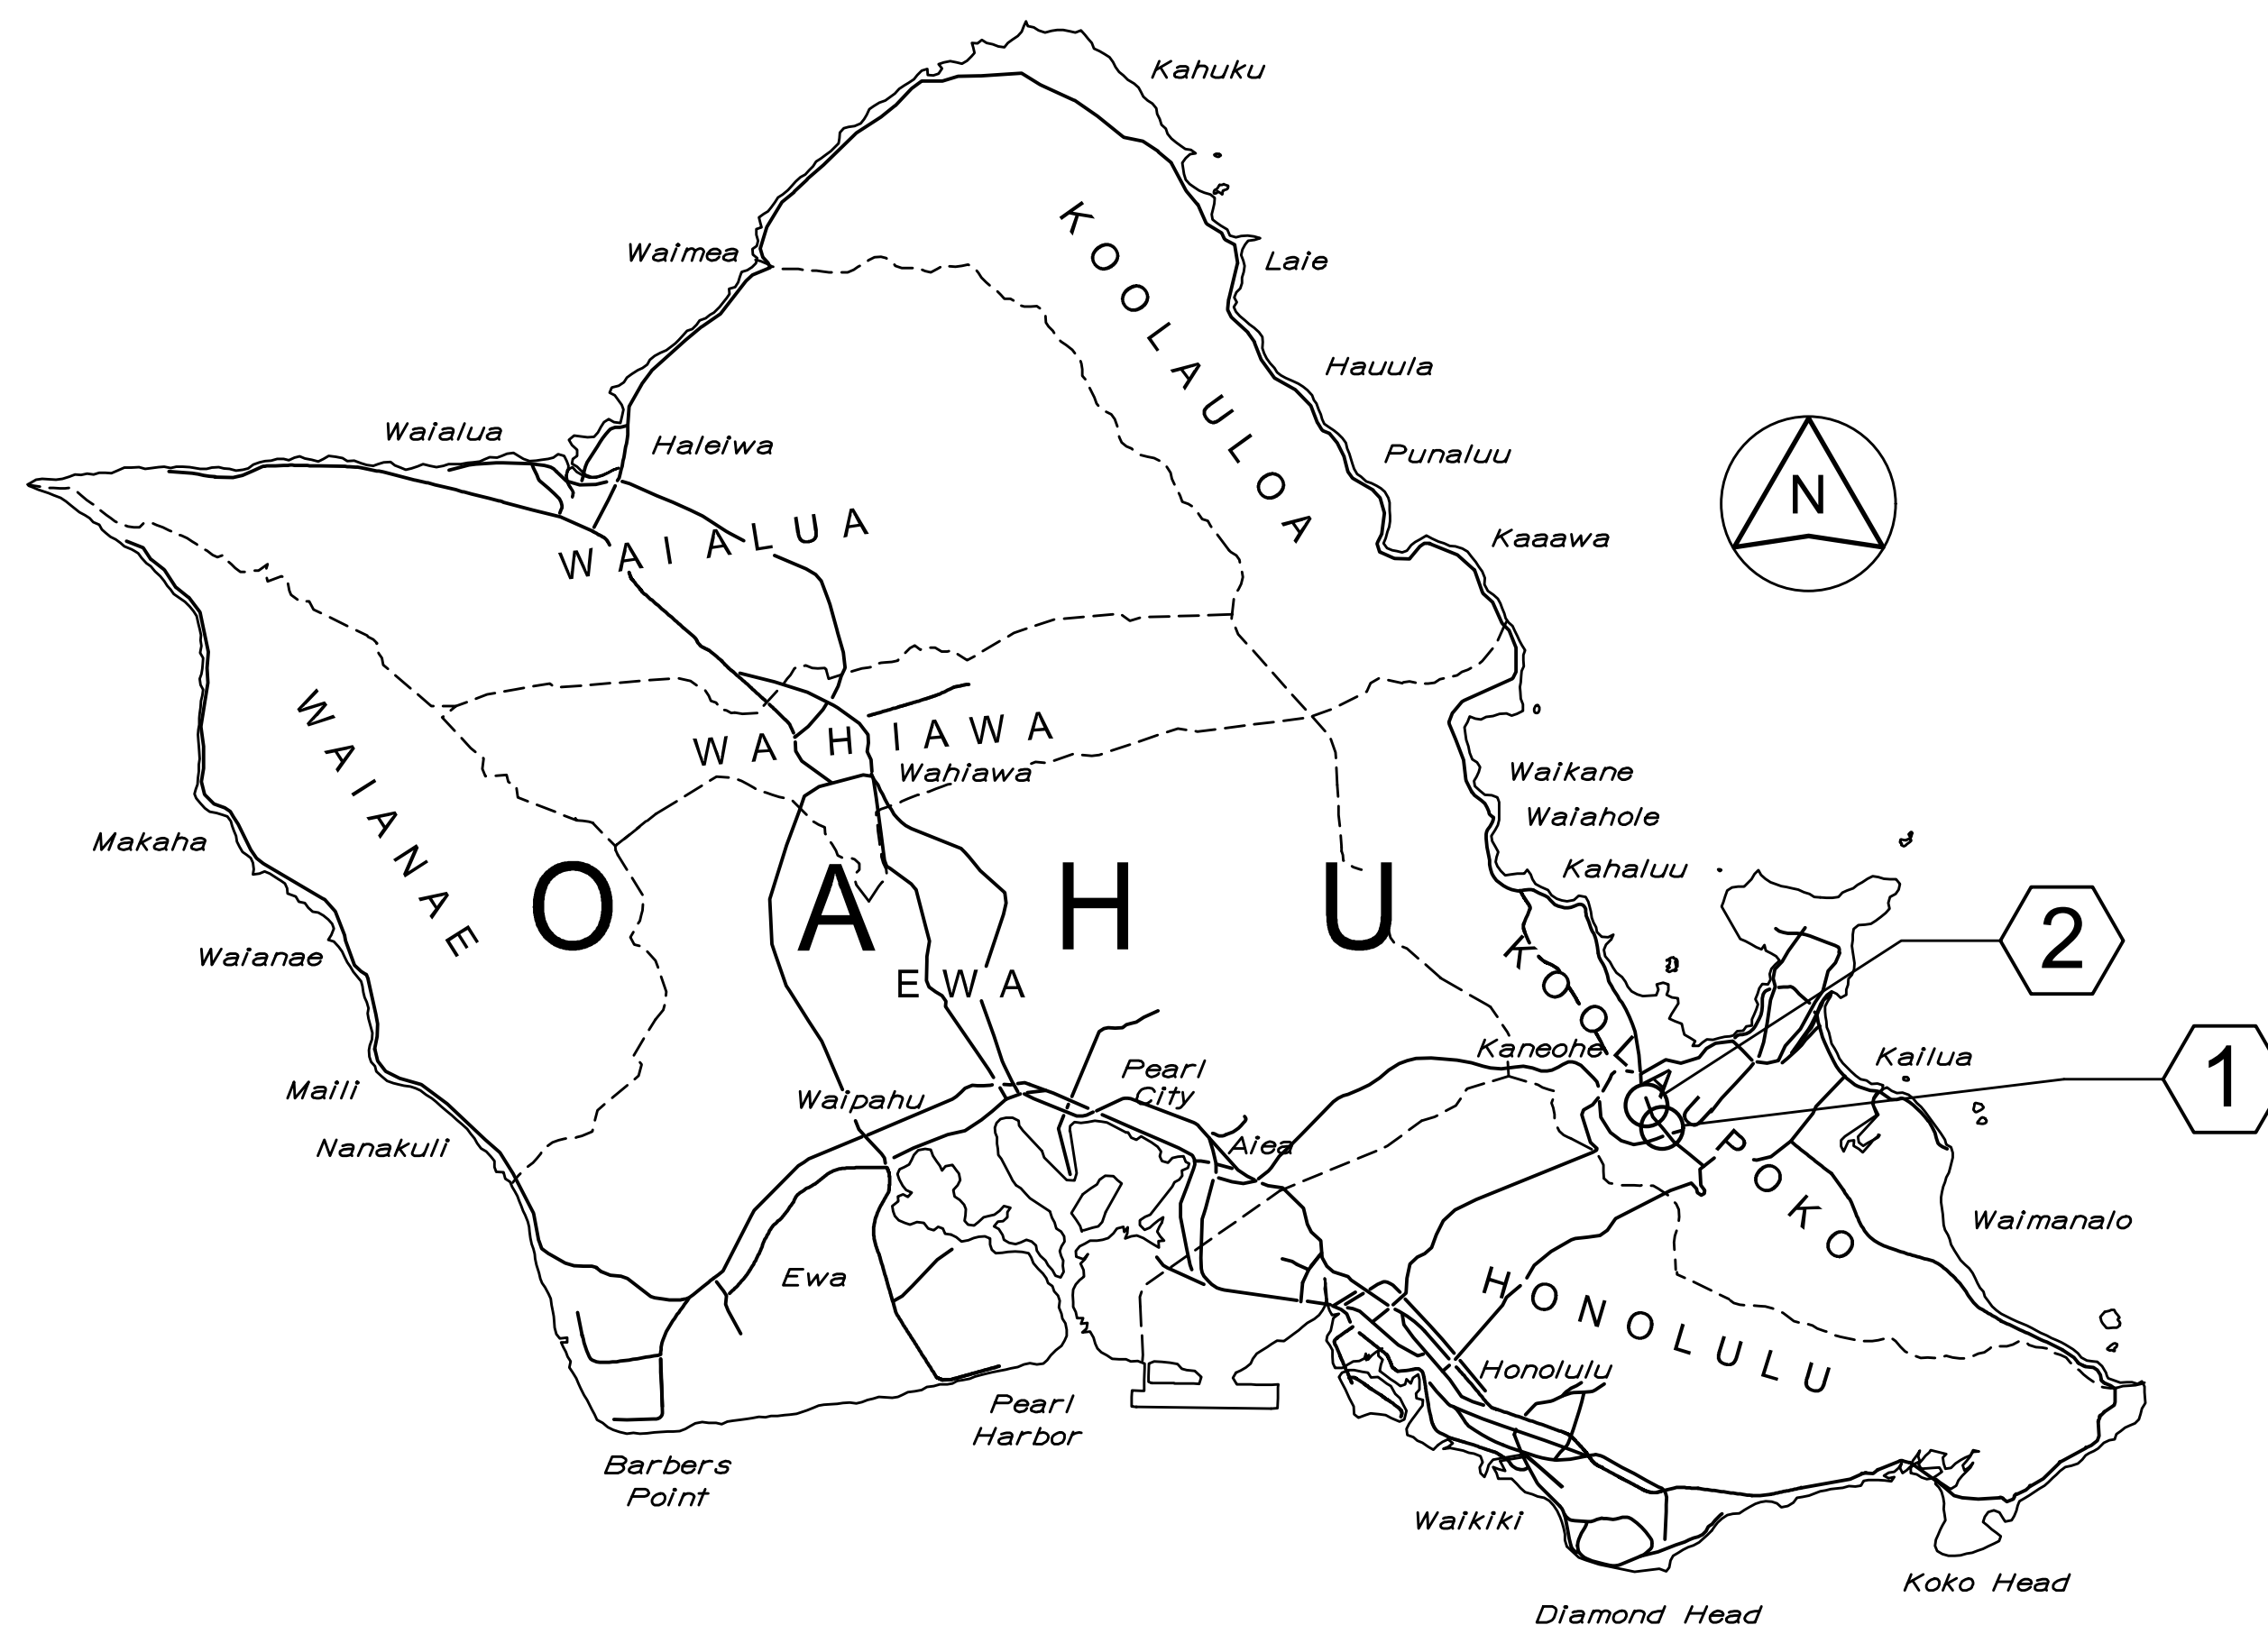 Kahuku
Waimea
KOOLAULOA
Laie
Hauula
Waialua
Haleiwa
Punaluu
N
WAIALUA
Kaaawa
WAIANAE
WAHIAWA
Wahiawa
Waikane
Waiahole
Makaha
Kahaluu
OAHU
2
Waianae
KOOLAUPOKO
EWA
Kaneohe
Kailua
1
Maili
Waipahu
Pearl
City
Nanakuli
Aiea
Waimanalo
Ewa
HONOLULU
Honolulu
Pearl
Harbor
Barbers
Point
Waikiki
Koko Head
Diamond Head